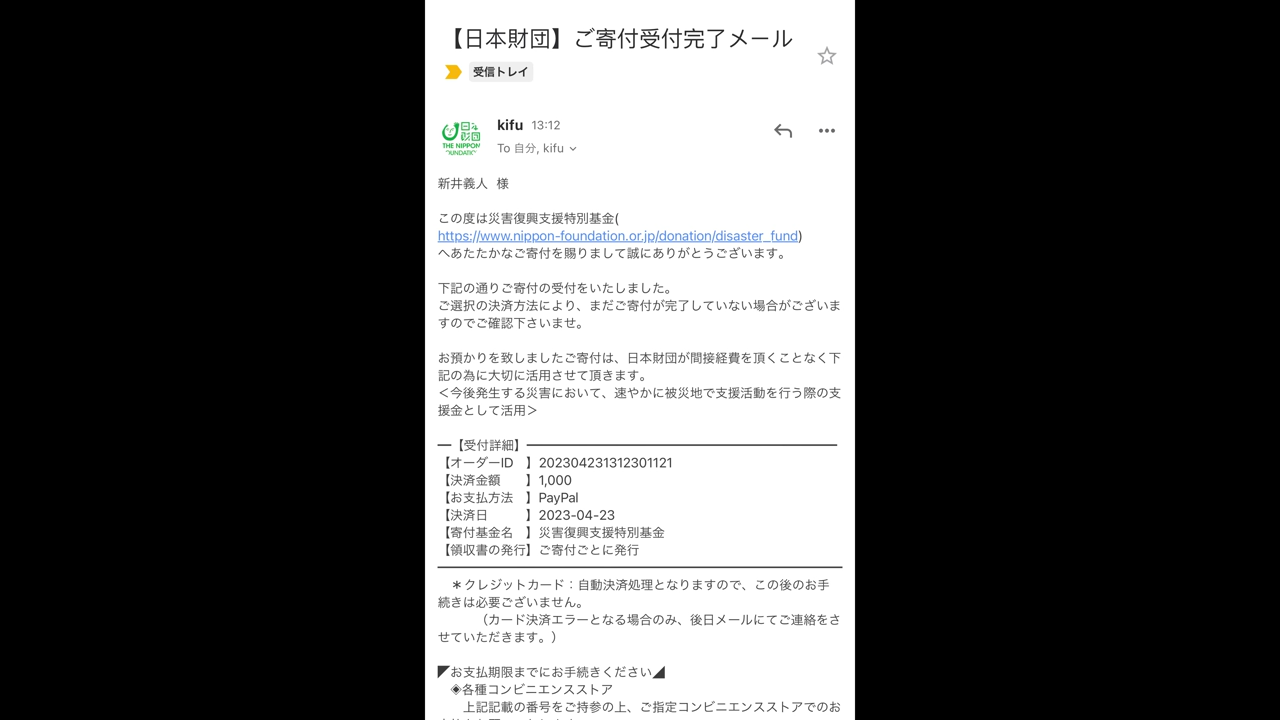 【日本財団】ご寄付受付完了メール
受信トレイ
kifu 13:12
To 自分, kifu
日本
財団
THE NIPPON
FOUNDATION
新井義人 様
この度は災害復興支援特別基金(
https://www.nippon-foundation.or.jp/donation/disaster_fund)
へあたたかなご寄付を賜りまして誠にありがとうございます。
下記の通りご寄付の受付をいたしました。
ご選択の決済方法により、まだご寄付が完了していない場合がございま
すのでご確認下さいませ。
お預かりを致しましたご寄付は、日本財団が間接経費を頂くことなく下
記の為に大切に活用させて頂きます。
＜今後発生する災害において、速やかに被災地で支援活動を行う際の支
援金として活用＞
━【受付詳細】━━━━━━━━━━━━━━━━━━━━━━━━━
【オーダーID　】202304231312301121
【決済金額　　】1,000
【お支払方法　】PayPal
【決済日　　　】2023-04-23
【寄付基金名　】災害復興支援特別基金
【領収書の発行】ご寄付ごとに発行
＊クレジットカード：自動決済処理となりますので、この後のお手
続きは必要ございません。
（カード決済エラーとなる場合のみ、後日メールにてご連絡をさ
せていただきます。）
◤お支払期限までにお手続きください◢
◈各種コンビニエンスストア
上記記載の番号をご持参の上、ご指定コンビニエンスストアでのお